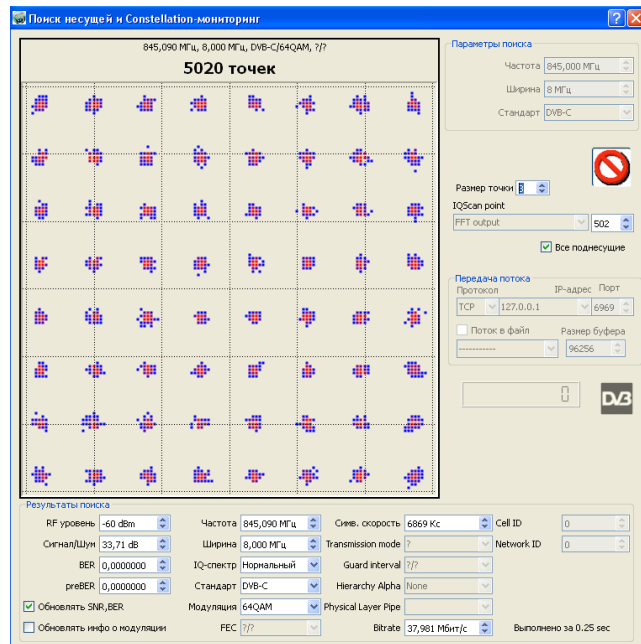 Поиск несущей и Constellation-мониторинг
845,090 МГц, 8,000 МГц, DVB-C/64QAM, ?/?
5020 точек
Параметры поиска
Частота 845,000 МГц
Ширина 8 МГц
Стандарт DVB-C
Размер точки 3
IQScan point
FFT output 502
Все поднесущие
Передача потока
Протокол IP-адрес Порт
TCP 127.0.0.1 6969
Поток в файл Размер буфера
----------- 96256
0
DVB
Результаты поиска
RF уровень -60 dBm Частота 845,090 МГц Симв. скорость 6869 Кс Cell ID 0
Сигнал/Шум 33,71 dB Ширина 8,000 МГц Transmission mode ? Network ID 0
BER 0,0000000 IQ-спектр Нормальный Guard interval ?/?
preBER 0,0000000 Стандарт DVB-C Hierarchy Alpha None
Обновлять SNR,BER Модуляция 64QAM Physical Layer Pipe
Обновлять инфо о модуляции FEC ?/? Bitrate 37,981 Мбит/с Выполнено за 0.25 sec